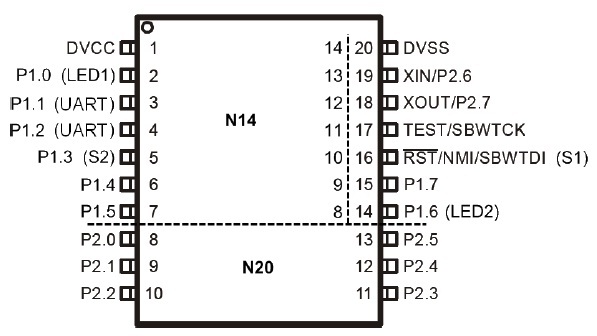 DVCC 1 14 20 DVSS
P1.0 (LED1) 2 13 19 XIN/P2.6
P1.1 (UART) 3 12 18 XOUT/P2.7
N14
P1.2 (UART) 4 11 17 TEST/SBWTCK
P1.3 (S2) 5 10 16 RST/NMI/SBWTDI (S1)
P1.4 6 9 15 P1.7
P1.5 7 8 14 P1.6 (LED2)
P2.0 8 13 P2.5
P2.1 9 N20 12 P2.4
P2.2 10 11 P2.3